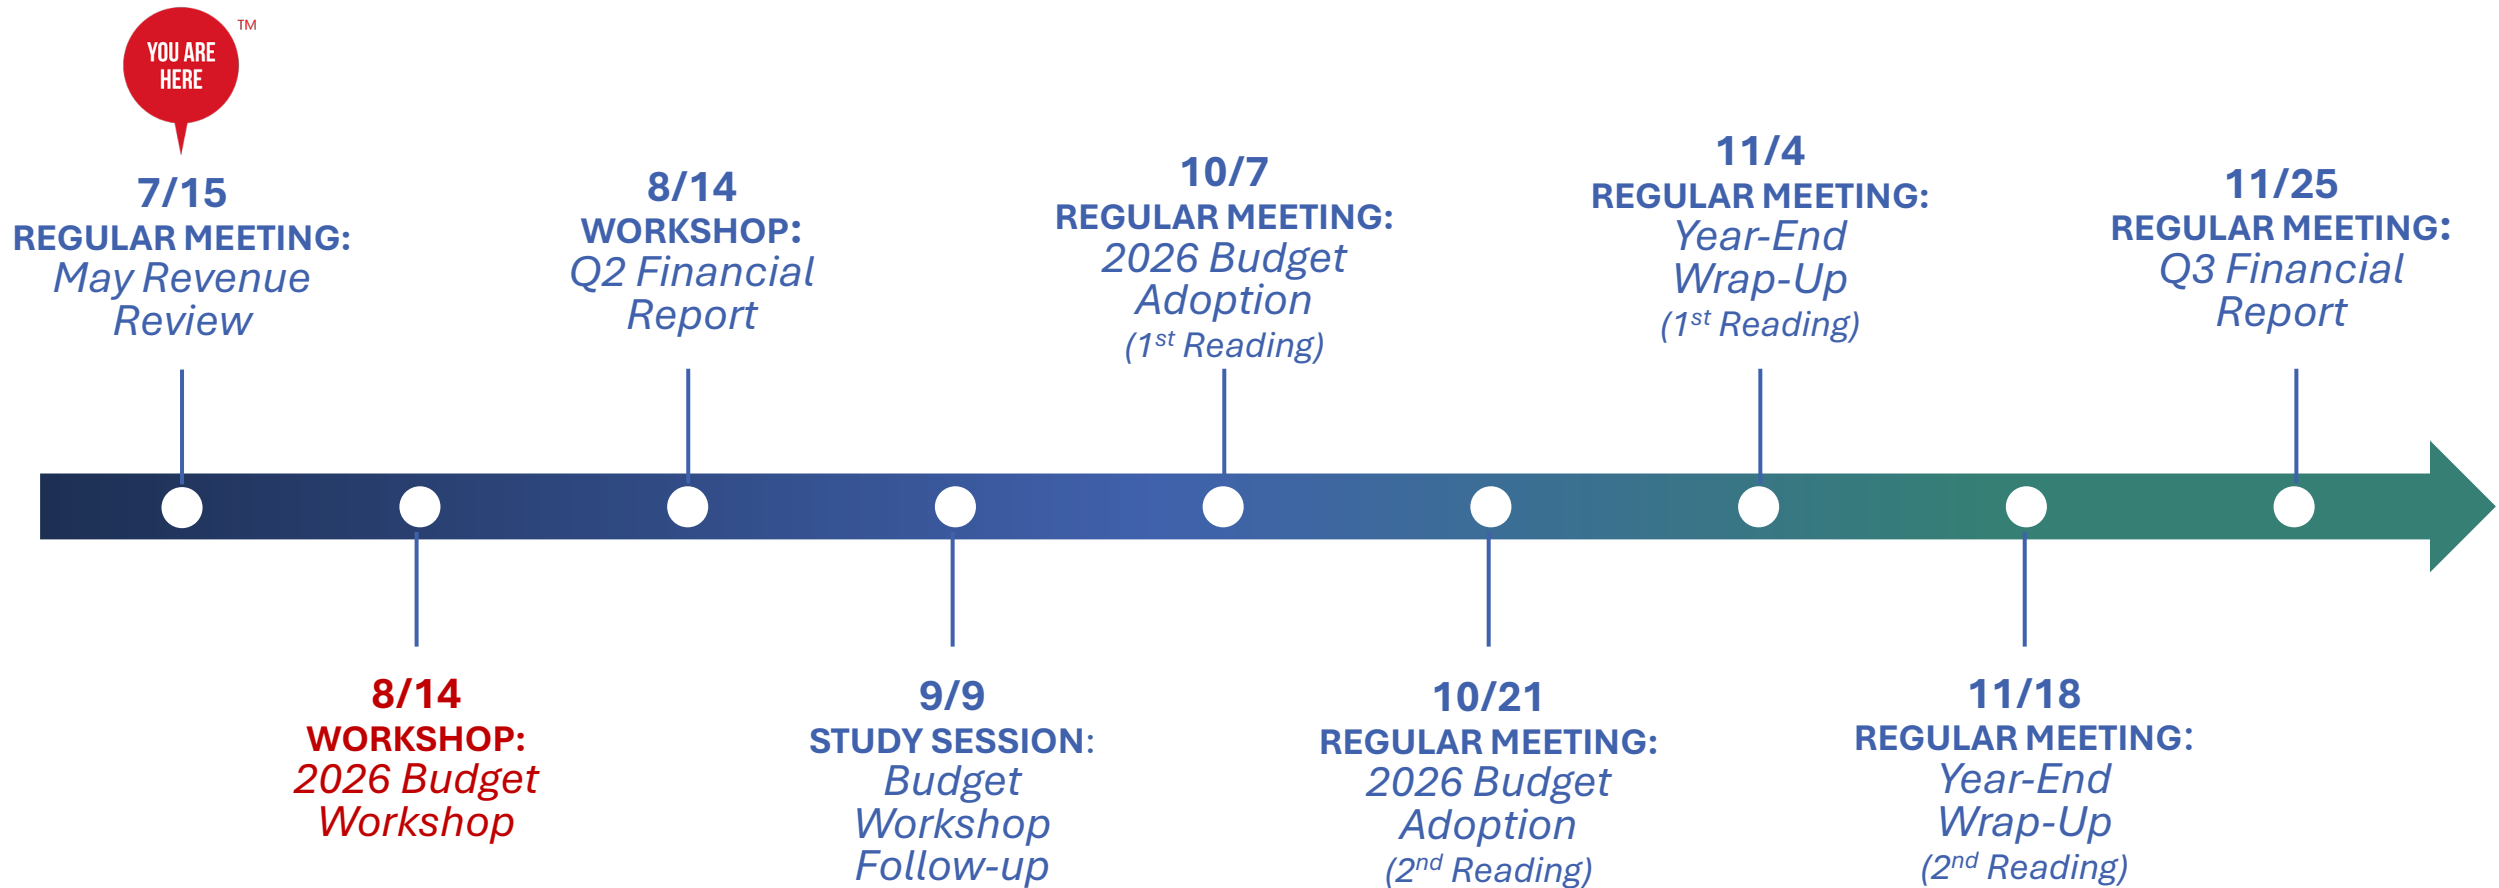 YOU ARE
HERE
TM
7/15
REGULAR MEETING:
May Revenue
Review
8/14
WORKSHOP:
2026 Budget
Workshop
8/14
WORKSHOP:
Q2 Financial
Report
9/9
STUDY SESSION:
Budget
Workshop
Follow-up
10/7
REGULAR MEETING:
2026 Budget
Adoption
(1st Reading)
10/21
REGULAR MEETING:
2026 Budget
Adoption
(2nd Reading)
11/4
REGULAR MEETING:
Year-End
Wrap-Up
(1st Reading)
11/18
REGULAR MEETING:
Year-End
Wrap-Up
(2nd Reading)
11/25
REGULAR MEETING:
Q3 Financial
Report